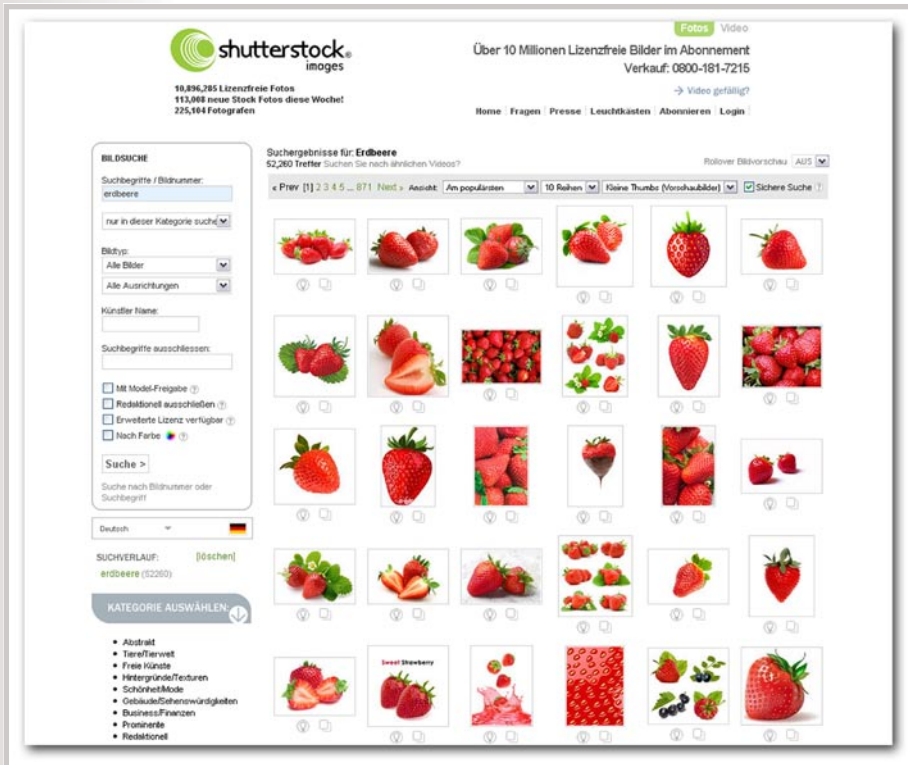 Fotos Video
shutterstock®
images
Über 10 Millionen Lizenzfreie Bilder im Abonnement
Verkauf: 0800-181-7215
10,896,285 Lizenzfreie Fotos
113,008 neue Stock Fotos diese Woche!
225,104 Fotografen
→ Video gefällig?
Home Fragen Presse Leuchtkästen Abonnieren Login
BILDSUCHE
Suchbegriffe / Bildnummer:
erdbeere
nur in dieser Kategorie suche
Bildtyp:
Alle Bilder
Alle Ausrichtungen
Künstler Name:
Suchbegriffe ausschliessen:
Mit Model-Freigabe ?
Redaktionell ausschließen ?
Erweiterte Lizenz verfügbar ?
Nach Farbe ?
Suche >
Suche nach Bildnummer oder
Suchbegriff
Deutsch
SUCHVERLAUF: [löschen]
erdbeere (52260)
KATEGORIE AUSWÄHLEN:
• Abstrakt
• Tiere/Tierwelt
• Freie Künste
• Hintergründe/Texturen
• Schönheit/Mode
• Gebäude/Sehenswürdigkeiten
• Business/Finanzen
• Prominente
• Redaktionell
Suchergebnisse für: Erdbeere
52,260 Treffer Suchen Sie nach ähnlichen Videos?
Rollover Bildvorschau AUS
« Prev [1] 2 3 4 5 ... 871 Next » Ansicht: Am populärsten 10 Reihen Kleine Thumbs (Vorschaubilder) Sichere Suche ?
Sweet Strawberry